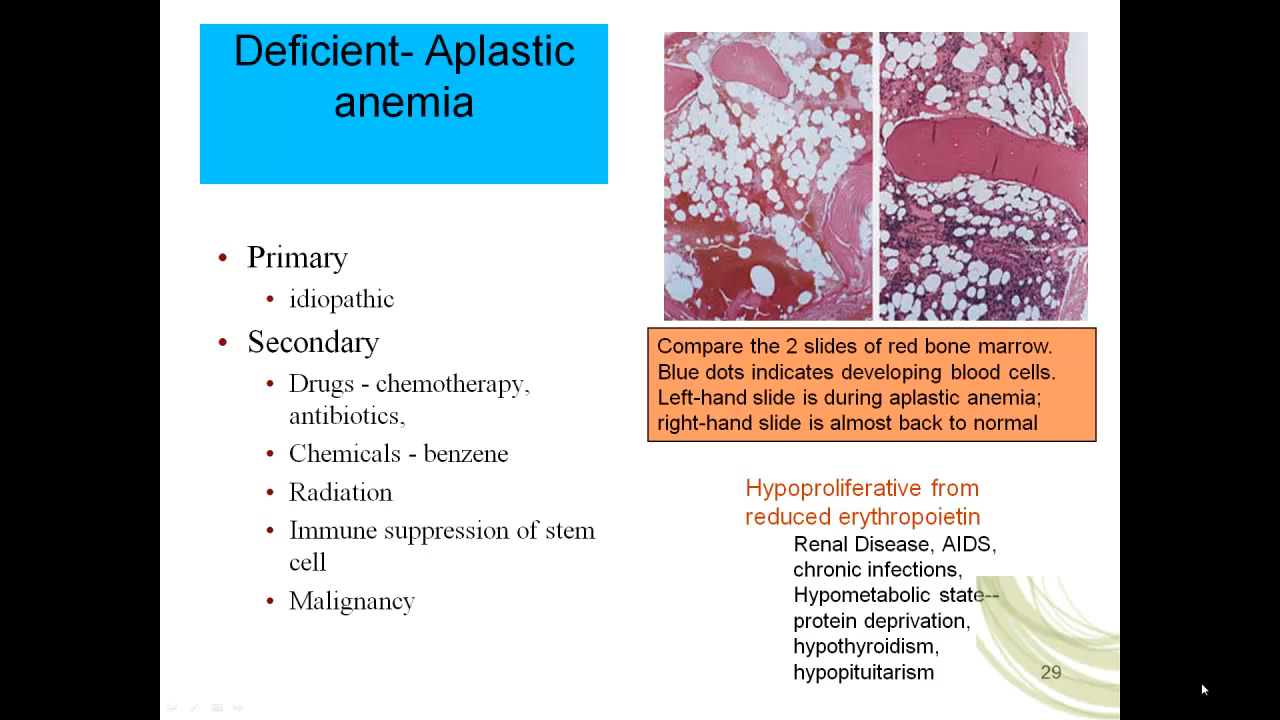 Deficient- Aplastic
anemia
• Primary
• idiopathic
• Secondary
• Drugs - chemotherapy,
antibiotics,
• Chemicals - benzene
• Radiation
• Immune suppression of stem
cell
• Malignancy
Compare the 2 slides of red bone marrow.
Blue dots indicates developing blood cells.
Left-hand slide is during aplastic anemia;
right-hand slide is almost back to normal
Hypoproliferative from
reduced erythropoietin
Renal Disease, AIDS,
chronic infections,
Hypometabolic state--
protein deprivation,
hypothyroidism,
hypopituitarism
29